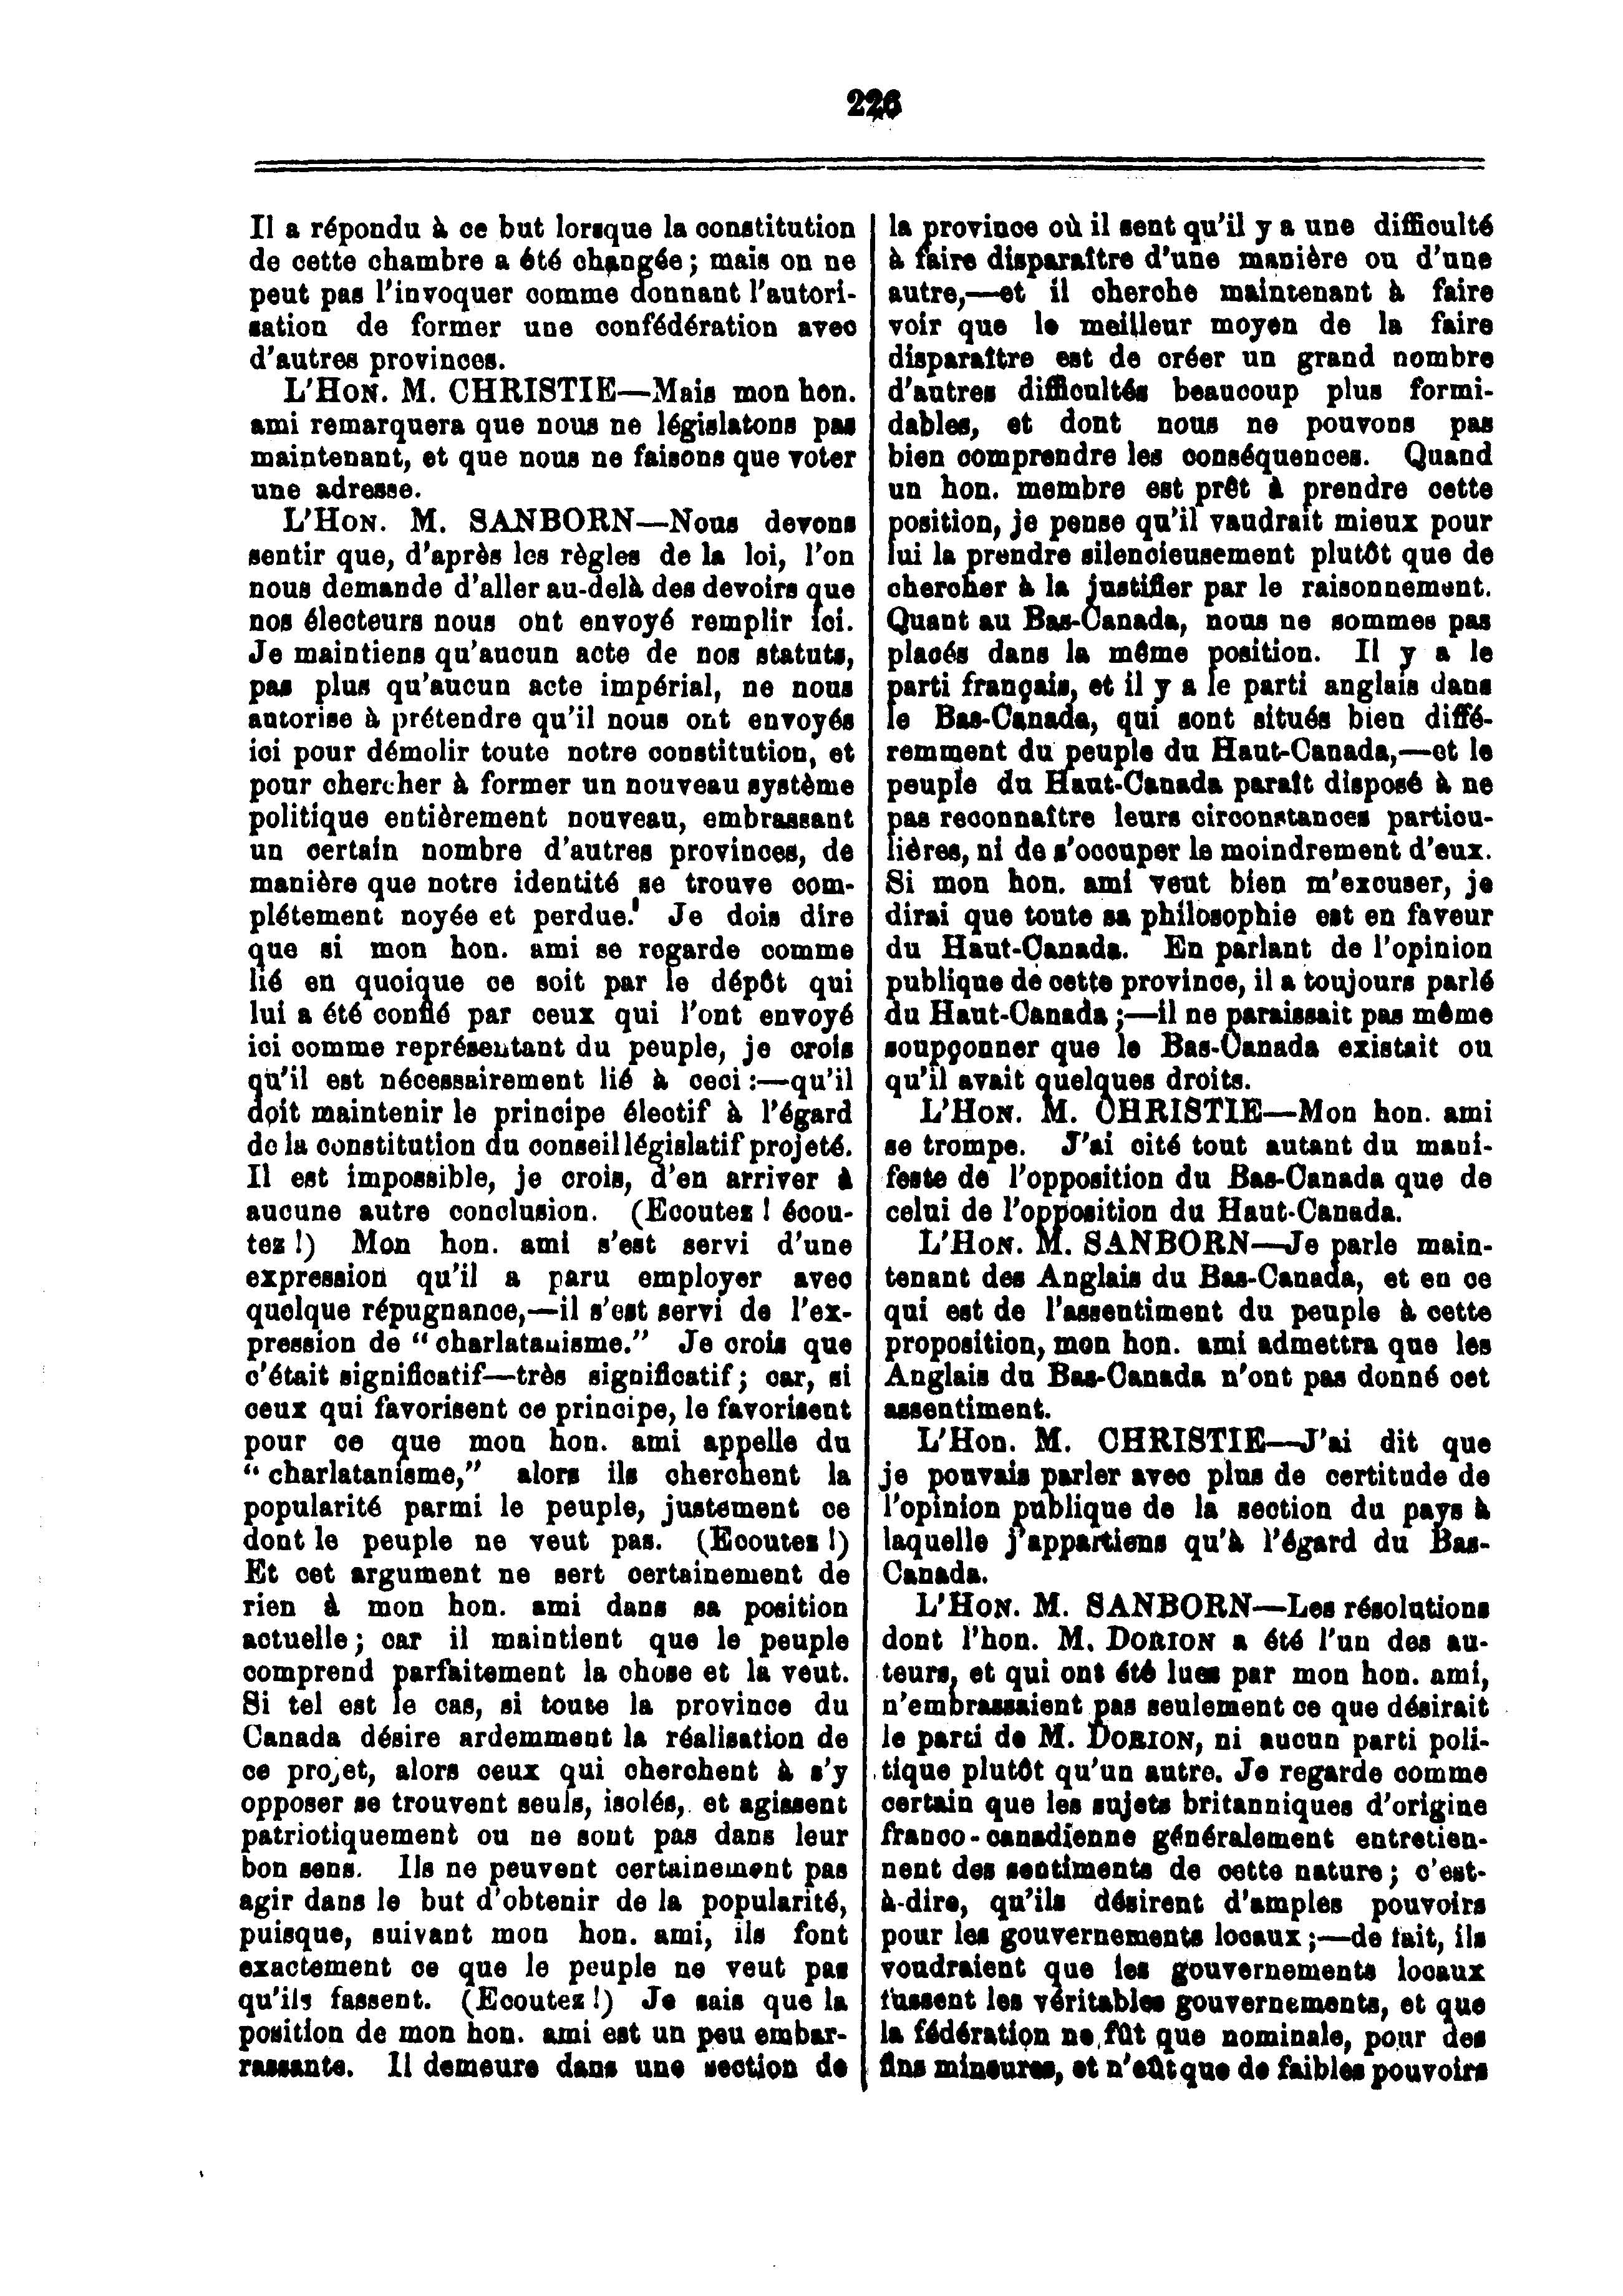 226
Il a répondu à ce but lorsque la constitution
de cette chambre a été changée ; mais on ne
peut pas l'invoquer comme donnant l'autori-
sation de former une confédération avec
d'autres provinces.
L'HON. M. CHRISTIE—Mais mon hon.
ami remarquera que nous ne législatons pas
maintenant, et que nous ne faisons que voter
une adresse.
L'HON. M. SANBORN—Nous devons
sentir que, d'après les règles de la loi, l'on
nous demande d'aller au-delà des devoirs que
nos électeurs nous ont envoyé remplir ici.
Je maintiens qu'aucun acte de nos statuts,
pas plus qu'aucun acte impérial, ne nous
autorise à prétendre qu'il nous ont envoyés
ici pour démolir toute notre constitution, et
pour chercher à former un nouveau système
politique entièrement nouveau, embrassant
un certain nombre d'autres provinces, de
manière que notre identité se trouve com-
plétement noyée et perdue. Je dois dire
que si mon hon. ami se regarde comme
lié en quoique ce soit par le dépôt qui
lui a été confié par ceux qui l'ont envoyé
ici comme représentant du peuple, je crois
qu'il est nécessairement lié à ceci :—qu'il
doit maintenir le principe électif à l'égard
de la constitution du conseil législatif projeté.
Il est impossible, je crois, d'en arriver à
aucune autre conclusion. (Ecoutez ! écou-
tez !) Mon hon. ami s'est servi d'une
expression qu'il a paru employer avec
quelque répugnance,—il s'est servi de l'ex-
pression de “ charlatanisme.” Je crois que
c'était significatif—très significatif ; car, si
ceux qui favorisent ce principe, le favorisent
pour ce que mon hon. ami appelle du
“ charlatanisme,” alors ils cherchent la
popularité parmi le peuple, justement ce
dont le peuple ne veut pas. (Ecoutez !)
Et cet argument ne sert certainement de
rien à mon hon. ami dans sa position
actuelle ; car il maintient que le peuple
comprend parfaitement la chose et la veut.
Si tel est le cas, si toute la province du
Canada désire ardemment la réalisation de
ce projet, alors ceux qui cherchent à s'y
opposer se trouvent seuls, isolés, et agissent
patriotiquement ou ne sont pas dans leur
bon sens. Ils ne peuvent certainement pas
agir dans le but d'obtenir de la popularité,
puisque, suivant mon hon. ami, ils font
exactement ce que le peuple ne veut pas
qu'ils fassent. (Ecoutez !) Je sais que la
position de mon hon. ami est un peu embar-
rassante. Il demeure dans une section de
la province où il sent qu'il y a une difficulté
à faire disparaître d'une manière ou d'une
autre,—et il cherche maintenant à faire
voir que le meilleur moyen de la faire
disparaître est de créer un grand nombre
d'autres difficultés beaucoup plus formi-
dables, et dont nous ne pouvons pas
bien comprendre les conséquences. Quand
un hon. membre est prêt à prendre cette
position, je pense qu'il vaudrait mieux pour
lui la prendre silencieusement plutôt que de
chercher à la justifier par le raisonnement.
Quant au Bas-Canada, nous ne sommes pas
placés dans la même position. Il y a le
parti français, et il y a le parti anglais dans
le Bas-Canada, qui sont situés bien diffé-
remment du peuple du Haut-Canada,—et le
peuple du Haut-Canada paraît disposé à ne
pas reconnaître leurs circonstances particu-
lières, ni de s'occuper le moindrement d'eux.
Si mon hon. ami veut bien m'excuser, je
dirai que toute sa philosophie est en faveur
du Haut-Canada. En parlant de l'opinion
publique de cette province, il a toujours parlé
du Haut-Canada ;—il ne paraissait pas même
soupçonner que le Bas-Canada existait ou
qu'il avait quelques droits.
L'HON. M. CHRISTIE—Mon hon. ami
se trompe. J'ai cité tout autant du mani-
feste de l'opposition du Bas-Canada que de
celui de l'opposition du Haut-Canada.
L'HON. M. SANBORN—Je parle main-
tenant des Anglais du Bas-Canada, et en ce
qui est de l'assentiment du peuple à cette
proposition, mon hon. ami admettra que les
Anglais du Bas-Canada n'ont pas donné cet
assentiment.
L'Hon. M. CHRISTIE—J'ai dit que
je pouvais parler avec plus de certitude de
l'opinion publique de la section du pays à
laquelle j'appartiens qu'à l'égard du Bas-
Canada.
L'HON. M. SANBORN—Les résolutions
dont l'hon. M. DORION a été l'un des au-
teurs, et qui ont été lues par mon hon. ami,
n'embrassaient pas seulement ce que désirait
le parti de M. DORION, ni aucun parti poli-
tique plutôt qu'un autre. Je regarde comme
certain que les sujets britanniques d'origine
franco-canadienne généralement entretien-
nent des sentiments de cette nature ; c'est-
à-dire, qu'ils désirent d'amples pouvoirs
pour les gouvernements locaux ;—de fait, ils
voudraient que les gouvernements locaux
fussent les véritables gouvernements, et que
la fédération ne fût que nominale, pour des
fins mineures, et n'eût que de faibles pouvoirs